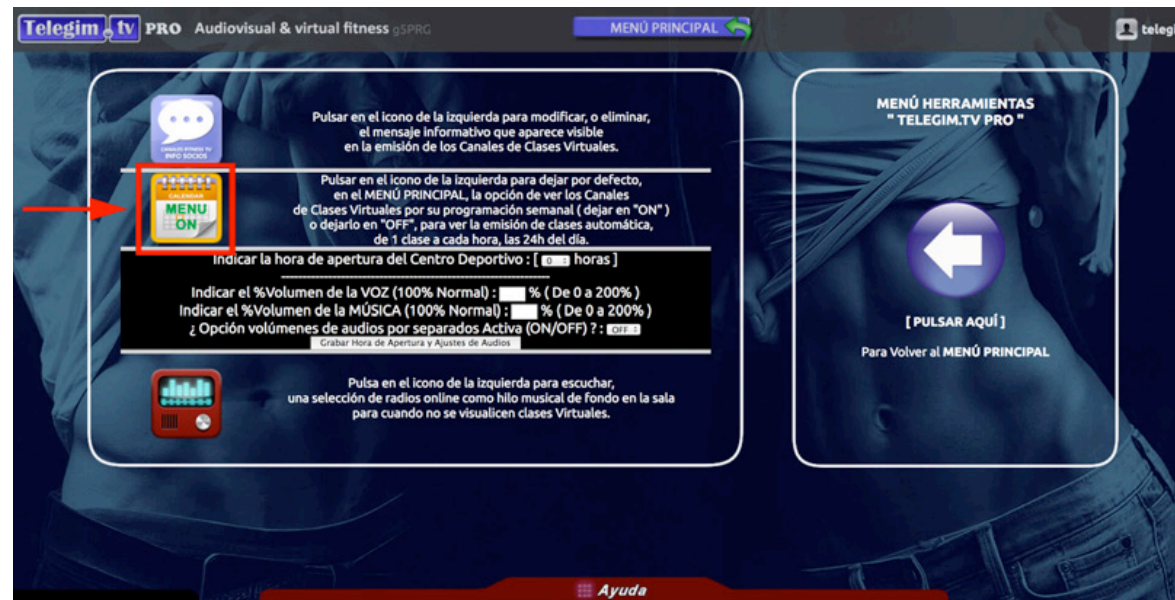 Telegim.tv PRO Audiovisual & virtual fitness g5PRG
MENÚ PRINCIPAL
telegi
CANALES FITNESS TV
INFO SOCIOS
Pulsar en el icono de la izquierda para modificar, o eliminar,
el mensaje informativo que aparece visible
en la emisión de los Canales de Clases Virtuales.
CALENDAR
MENU
ON
Pulsar en el icono de la izquierda para dejar por defecto,
en el MENÚ PRINCIPAL, la opción de ver los Canales
de Clases Virtuales por su programación semanal ( dejar en "ON" )
o dejarlo en "OFF", para ver la emisión de clases automática,
de 1 clase a cada hora, las 24h del día.
Indicar la hora de apertura del Centro Deportivo : [ 0 horas ]
Indicar el %Volumen de la VOZ (100% Normal) : % ( De 0 a 200% )
Indicar el %Volumen de la MÚSICA (100% Normal) : % ( De 0 a 200% )
¿ Opción volúmenes de audios por separados Activa (ON/OFF) ? : OFF
Grabar Hora de Apertura y Ajustes de Audios
Pulsa en el icono de la izquierda para escuchar,
una selección de radios online como hilo musical de fondo en la sala
para cuando no se visualicen clases Virtuales.
MENÚ HERRAMIENTAS
" TELEGIM.TV PRO "
[ PULSAR AQUÍ ]
Para Volver al MENÚ PRINCIPAL
Ayuda